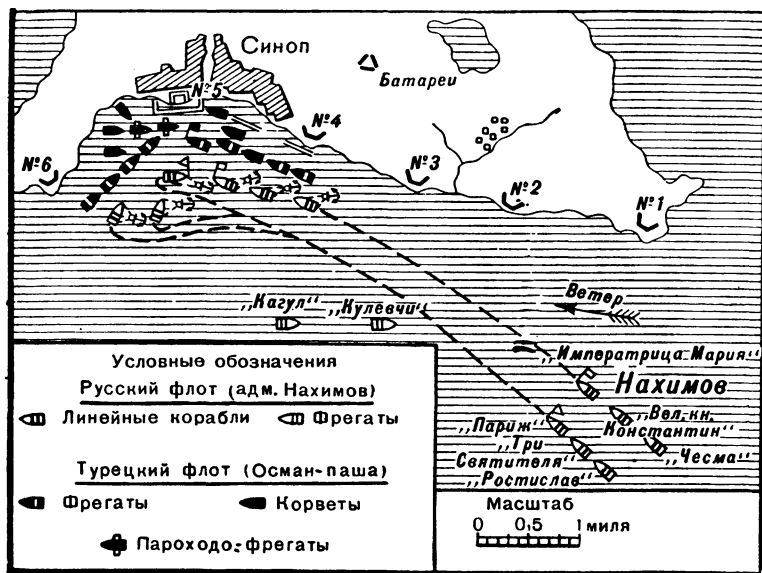 Синоп
Батареи
№5
№4
№6
№3
№2
№1
Ветер
„Кагул“ „Кулевчи“
„Императрица Мария“
Нахимов
„Париж“
„Вел. кн.
Константин“
„Три
Святителя“
„Чесма“
„Ростислав“
Условные обозначения
Русский флот (адм. Нахимов)
Линейные корабли Фрегаты
Турецкий флот (Осман-паша)
Фрегаты Корветы
Пароходо-фрегаты
Масштаб
0 0,5 1 миля